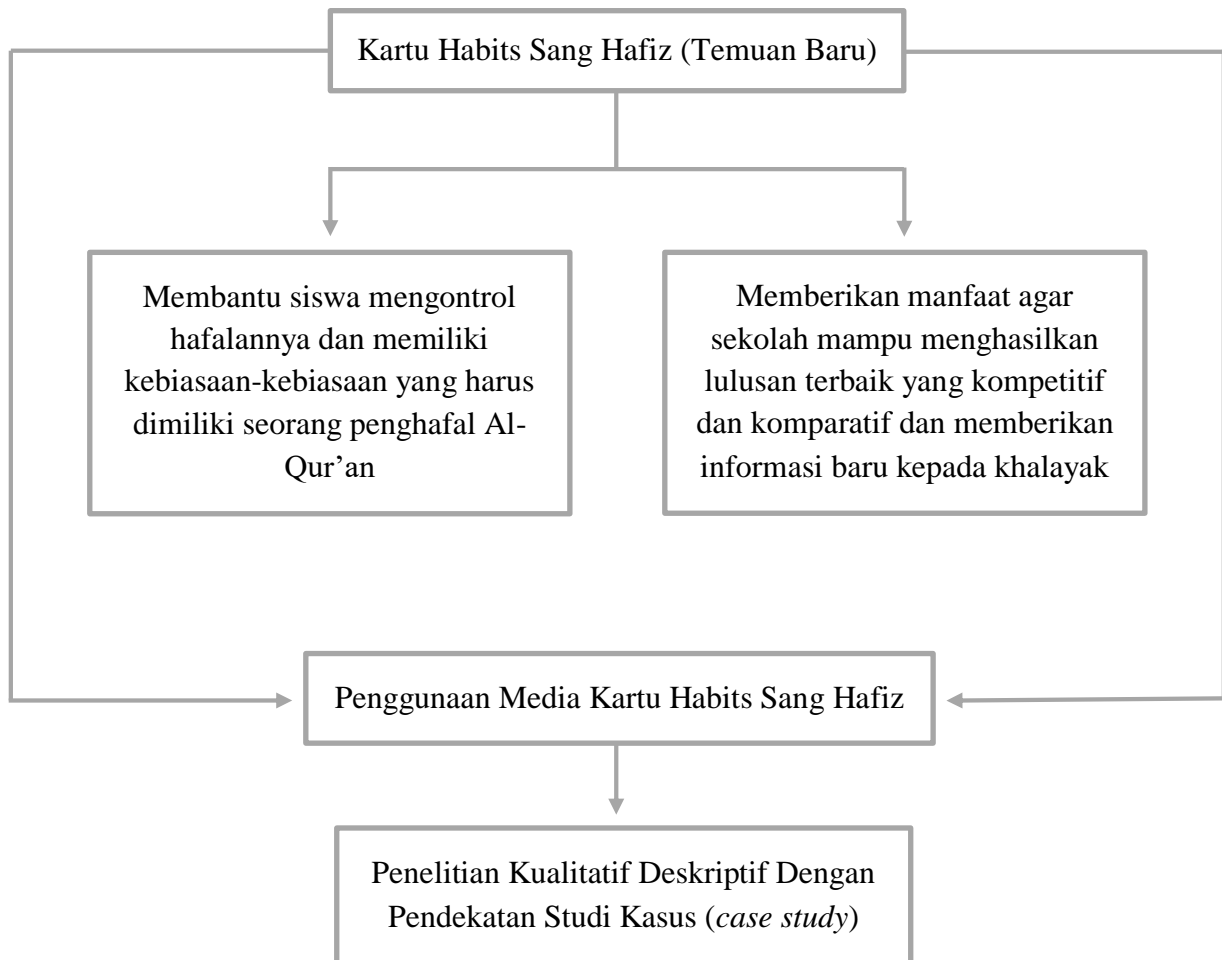 Kartu Habits Sang Hafiz (Temuan Baru)
Membantu siswa mengontrol
hafalannya dan memiliki
kebiasaan-kebiasaan yang harus
dimiliki seorang penghafal Al-
Qur’an
Memberikan manfaat agar
sekolah mampu menghasilkan
lulusan terbaik yang kompetitif
dan komparatif dan memberikan
informasi baru kepada khalayak
Penggunaan Media Kartu Habits Sang Hafiz
Penelitian Kualitatif Deskriptif Dengan
Pendekatan Studi Kasus (case study)